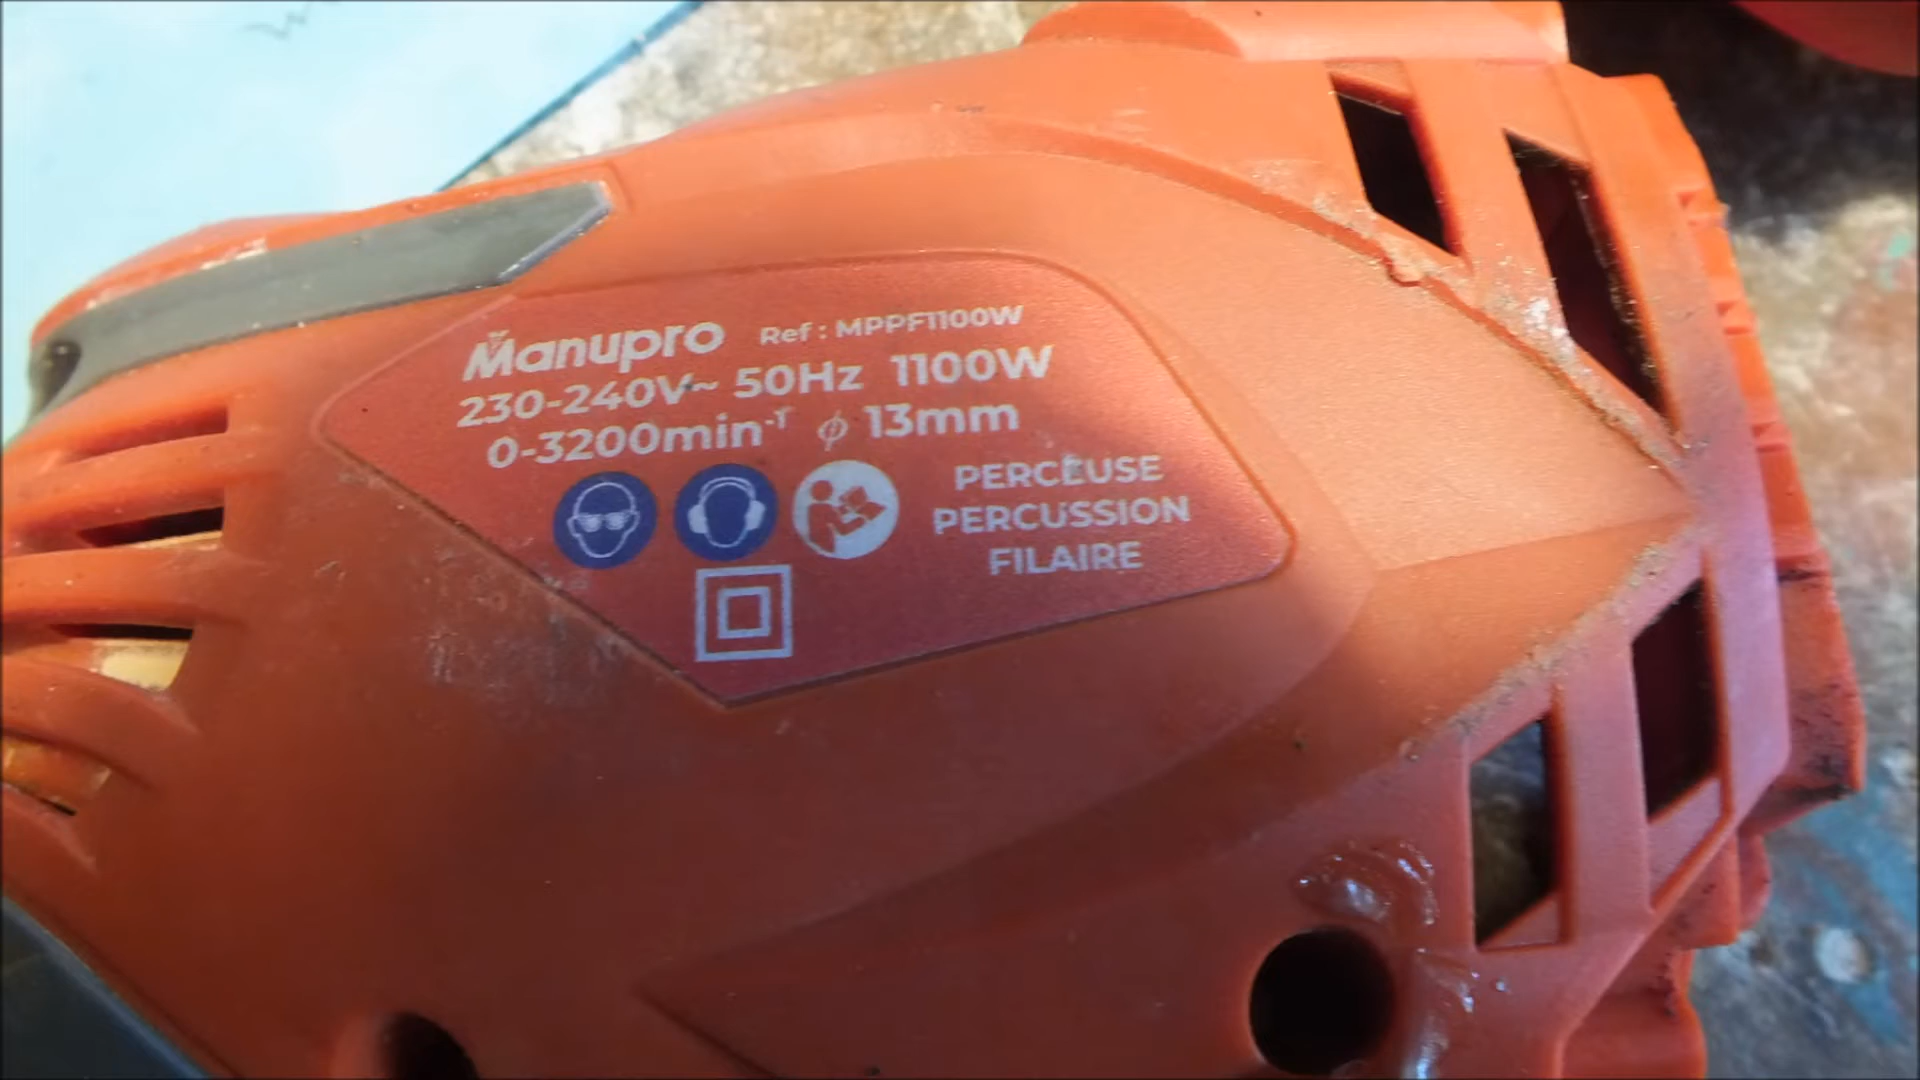 Manupro Ref : MPPF1100W
230-240V~ 50Hz 1100W
0-3200min⁻¹ ϕ 13mm
PERCEUSE
PERCUSSION
FILAIRE